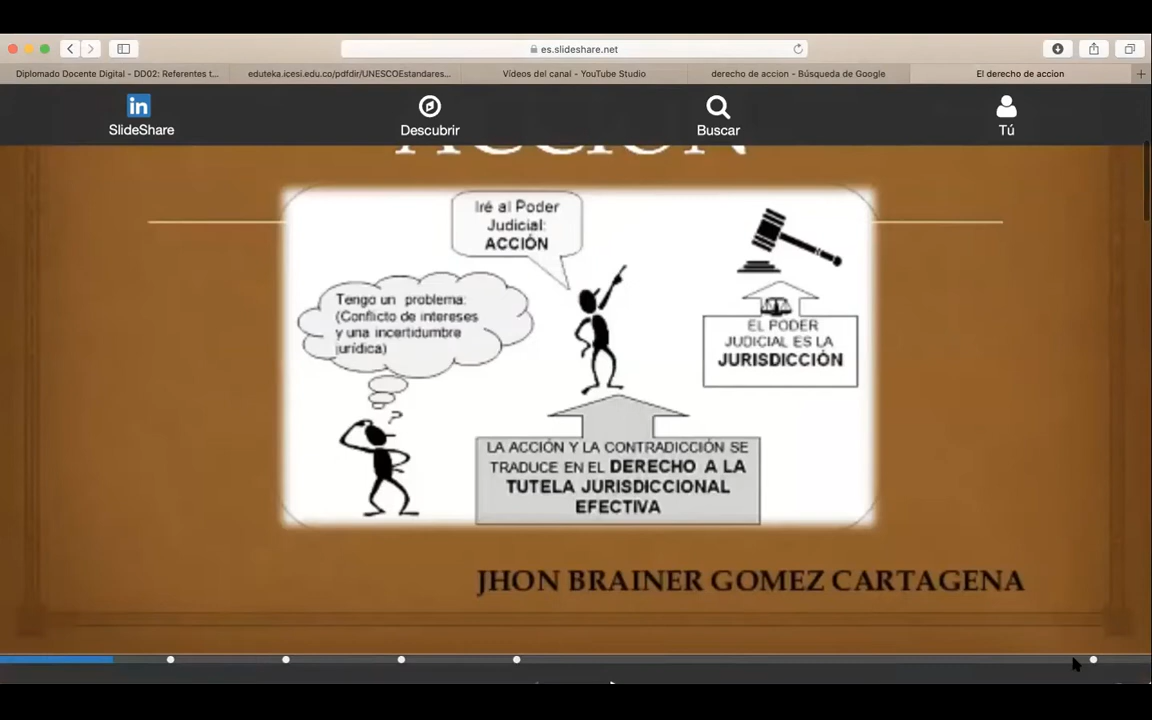 es.slideshare.net
Diplomado Docente Digital - DD02: Referentes t...
eduteka.icesi.edu.co/pdfdir/UNESCOEstandares...
Vídeos del canal - YouTube Studio
derecho de accion - Búsqueda de Google
El derecho de accion
in
SlideShare
Descubrir
Buscar
Tú
ACCIÓN
Iré al Poder
Judicial:
ACCIÓN
Tengo un problema:
(Conflicto de intereses
y una incertidumbre
jurídica)
?
EL PODER
JUDICIAL ES LA
JURISDICCIÓN
LA ACCIÓN Y LA CONTRADICCIÓN SE
TRADUCE EN EL DERECHO A LA
TUTELA JURISDICCIONAL
EFECTIVA
JHON BRAINER GOMEZ CARTAGENA